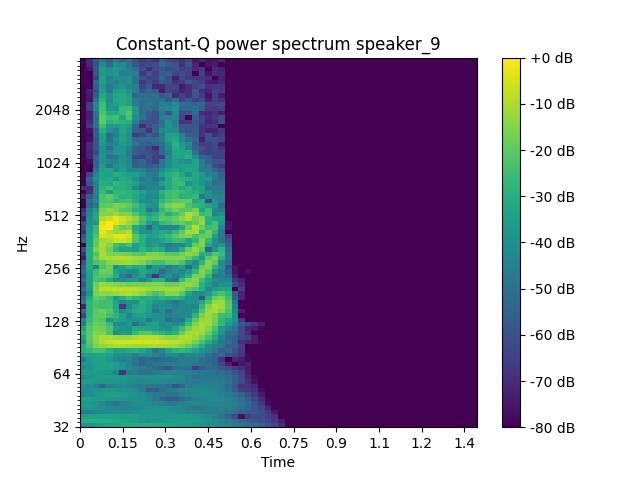 Constant-Q power spectrum speaker_9
Hz
2048
1024
512
256
128
64
32
0 0.15 0.3 0.45 0.6 0.75 0.9 1.1 1.2 1.4
Time
+0 dB
-10 dB
-20 dB
-30 dB
-40 dB
-50 dB
-60 dB
-70 dB
-80 dB